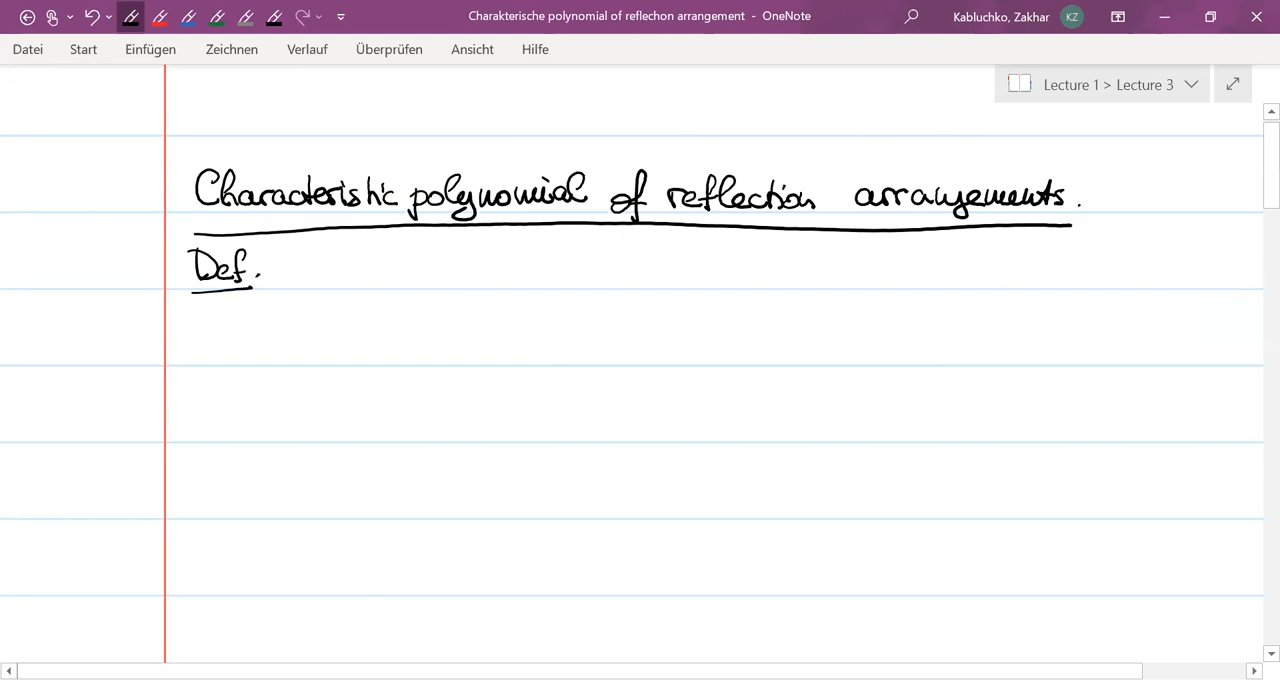 Charakterische polynomial of reflechon arrangement - OneNote
Kabluchko, Zakhar
KZ
Datei Start Einfügen Zeichnen Verlauf Überprüfen Ansicht Hilfe
Lecture 1 > Lecture 3
Characteristic polynomial of reflection arrangements.
Def.